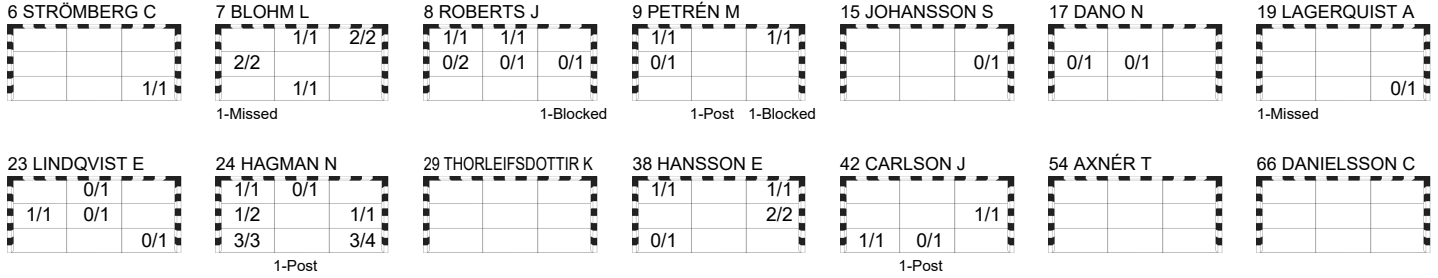 6 STRÖMBERG C 7 BLOHM L 8 ROBERTS J 9 PETRÉN M 15 JOHANSSON S 17 DANO N 19 LAGERQUIST A
1/1 2/2 1/1 1/1 1/1 1/1
2/2 0/2 0/1 0/1 0/1 0/1 0/1 0/1
1/1 1/1 0/1
1-Missed 1-Blocked 1-Post 1-Blocked 1-Missed
23 LINDQVIST E 24 HAGMAN N 29 THORLEIFSDOTTIR K 38 HANSSON E 42 CARLSON J 54 AXNÉR T 66 DANIELSSON C
0/1 1/1 0/1 1/1 1/1
1/1 0/1 1/2 1/1 2/2 1/1
0/1 3/3 3/4 0/1 1/1 0/1
1-Post 1-Post